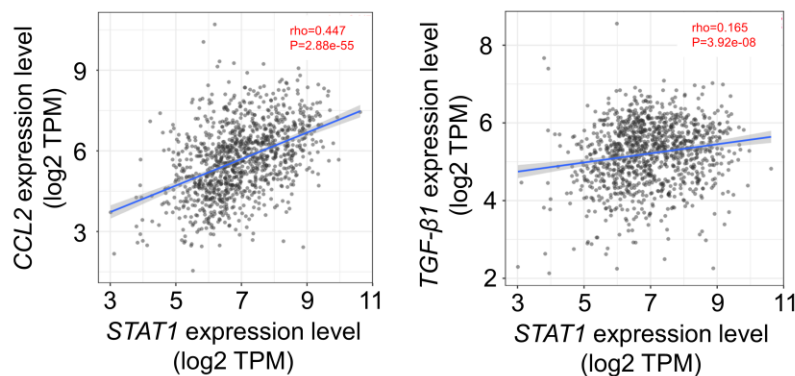 rho=0.447
P=2.88e-55
9
6
3
CCL2 expression level
(log2 TPM)
3 5 7 9 11
STAT1 expression level
(log2 TPM)
rho=0.165
P=3.92e-08
8
6
4
2
TGF-β1 expression level
(log2 TPM)
3 5 7 9 11
STAT1 expression level
(log2 TPM)